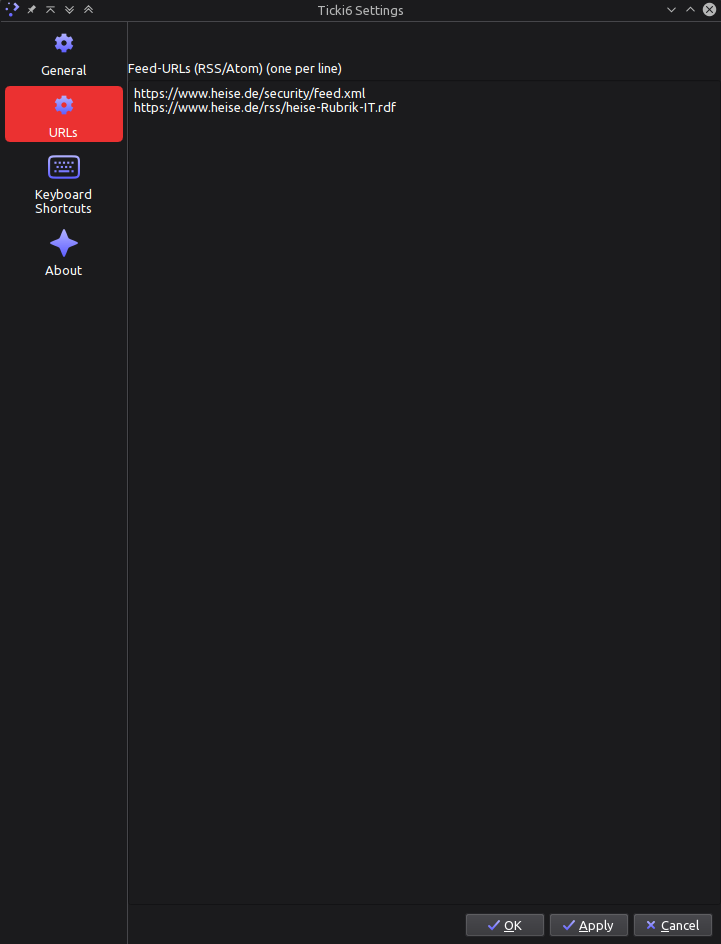 Ticki6 Settings
General
URLs
Keyboard
Shortcuts
About
Feed-URLs (RSS/Atom) (one per line)
https://www.heise.de/security/feed.xml
https://www.heise.de/rss/heise-Rubrik-IT.rdf
OK
Apply
Cancel